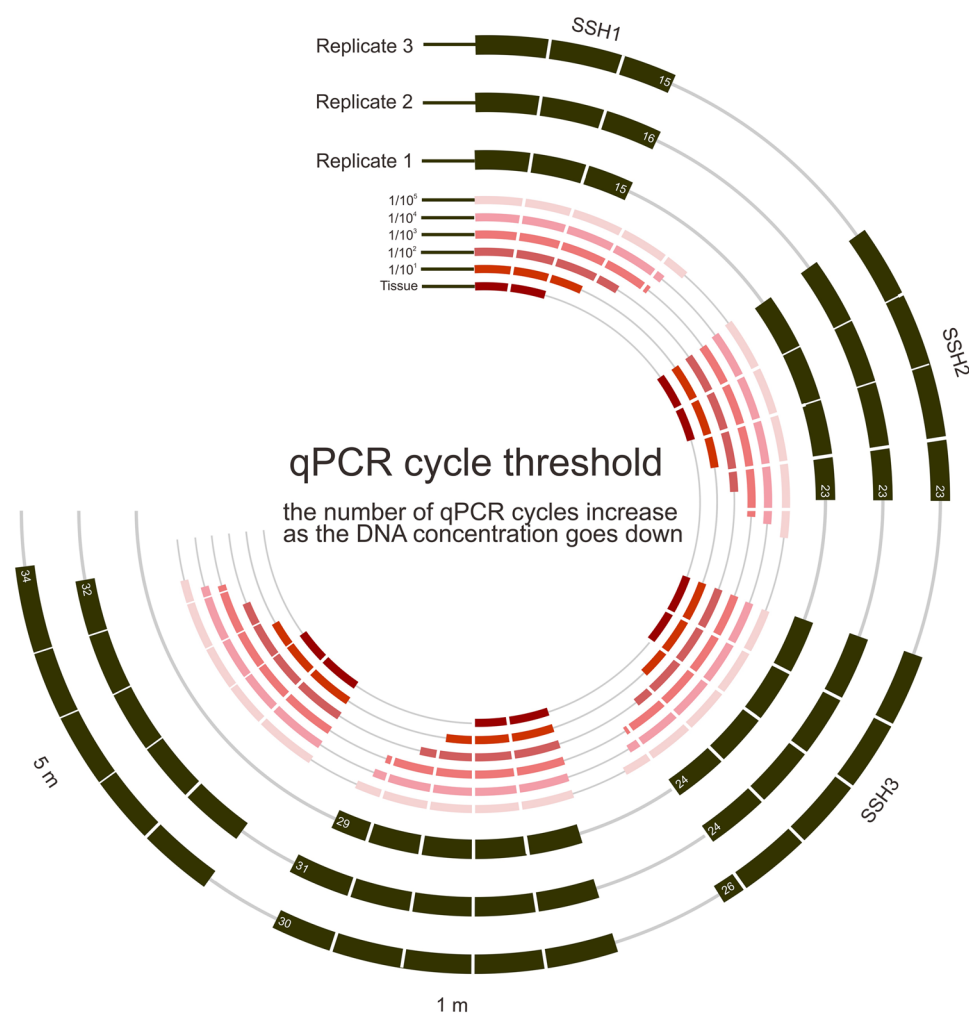 SSH1
Replicate 3
15
Replicate 2
16
Replicate 1
15
1/10⁵
1/10⁴
1/10³
1/10²
1/10¹
Tissue
SSH2
23
23
23
qPCR cycle threshold
the number of qPCR cycles increase
as the DNA concentration goes down
34
32
24
24
26
SSH3
5 m
29
31
30
1 m